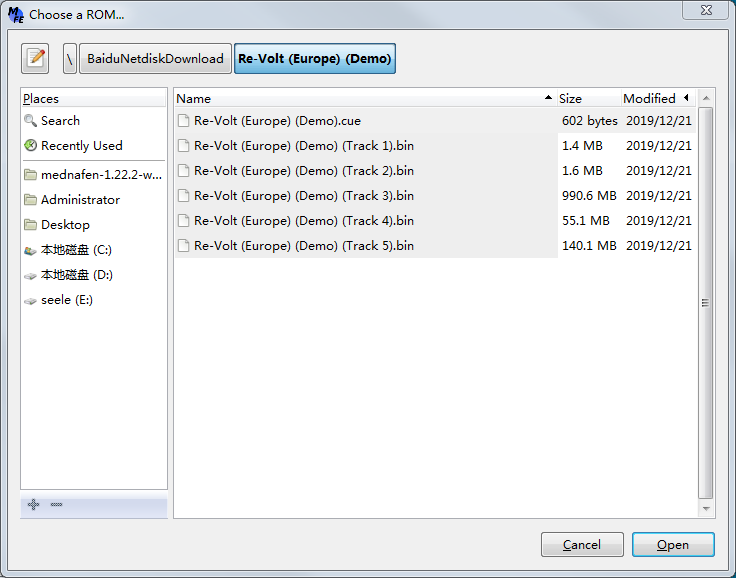 Choose a ROM...
\ BaiduNetdiskDownload Re-Volt (Europe) (Demo)
Places
Search
Recently Used
mednafen-1.22.2-w...
Administrator
Desktop
本地磁盘 (C:)
本地磁盘 (D:)
seele (E:)
Name Size Modified
Re-Volt (Europe) (Demo).cue 602 bytes 2019/12/21
Re-Volt (Europe) (Demo) (Track 1).bin 1.4 MB 2019/12/21
Re-Volt (Europe) (Demo) (Track 2).bin 1.6 MB 2019/12/21
Re-Volt (Europe) (Demo) (Track 3).bin 990.6 MB 2019/12/21
Re-Volt (Europe) (Demo) (Track 4).bin 55.1 MB 2019/12/21
Re-Volt (Europe) (Demo) (Track 5).bin 140.1 MB 2019/12/21
Cancel Open